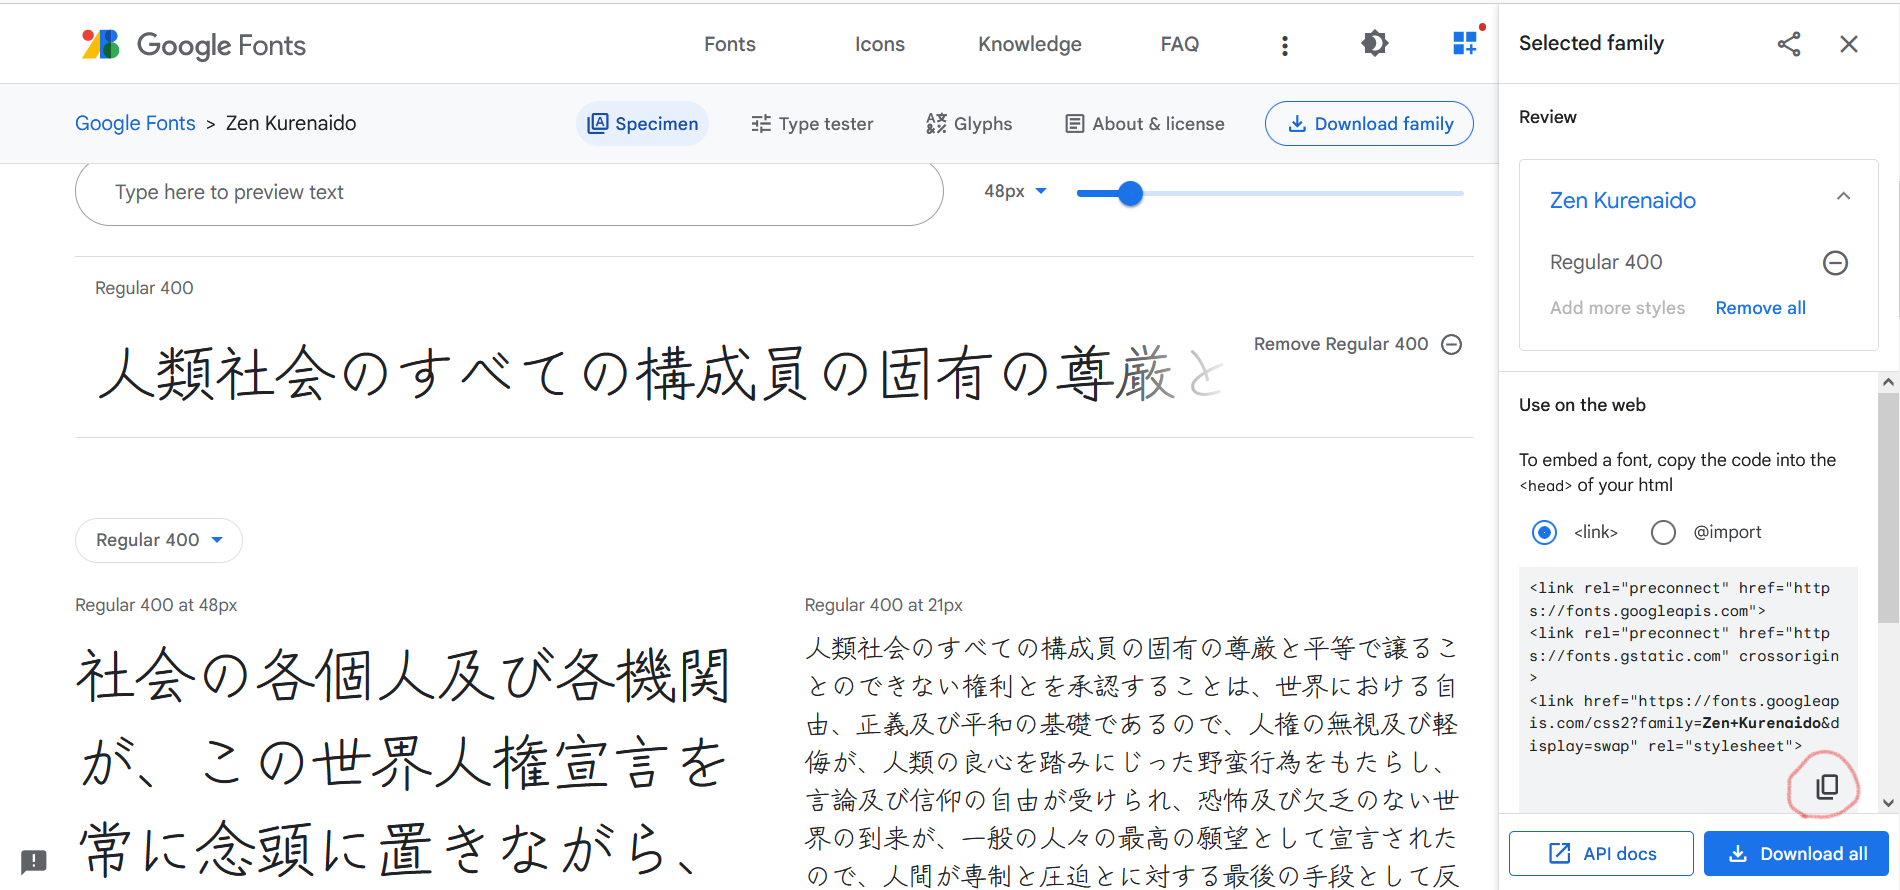 Google Fonts
Fonts
Icons
Knowledge
FAQ
Google Fonts > Zen Kurenaido
Specimen
Type tester
Glyphs
About & license
Download family
Type here to preview text
48px
Regular 400
人類社会のすべての構成員の固有の尊厳と
Remove Regular 400
Regular 400
Regular 400 at 48px
社会の各個人及び各機関
が、この世界人権宣言を
常に念頭に置きながら、
Regular 400 at 21px
人類社会のすべての構成員の固有の尊厳と平等で譲るこ
とのできない権利とを承認することは、世界における自
由、正義及び平和の基礎であるので、人権の無視及び軽
侮が、人類の良心を踏みにじった野蛮行為をもたらし、
言論及び信仰の自由が受けられ、恐怖及び欠乏のない世
界の到来が、一般の人々の最高の願望として宣言された
ので、人間が専制と圧迫とに対する最後の手段として反
Selected family
Review
Zen Kurenaido
Regular 400
Add more styles
Remove all
Use on the web
To embed a font, copy the code into the
<head> of your html
<link>
@import
<link rel="preconnect" href="http
s://fonts.googleapis.com">
<link rel="preconnect" href="http
s://fonts.gstatic.com" crossorigin
>
<link href="https://fonts.googleap
is.com/css2?family=Zen+Kurenaido&d
isplay=swap" rel="stylesheet">
API docs
Download all